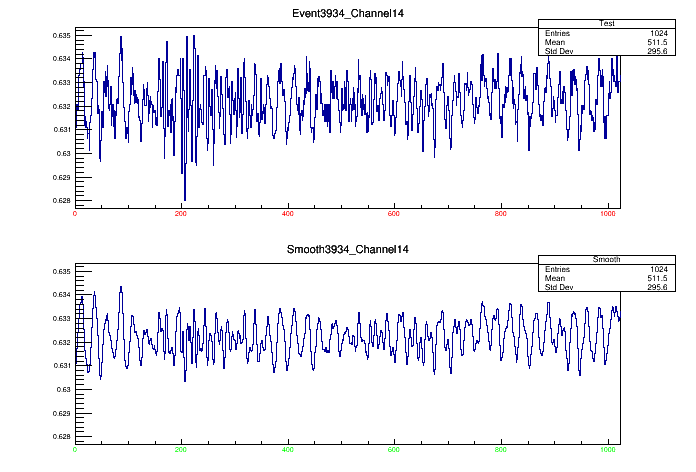 Event3934_Channel14
Test
Entries 1024
Mean 511.5
Std Dev 295.6
0.635
0.634
0.633
0.632
0.631
0.63
0.629
0.628
0 200 400 600 800 1000
Smooth3934_Channel14
Smooth
Entries 1024
Mean 511.5
Std Dev 295.6
0.635
0.634
0.633
0.632
0.631
0.63
0.629
0.628
0 200 400 600 800 1000